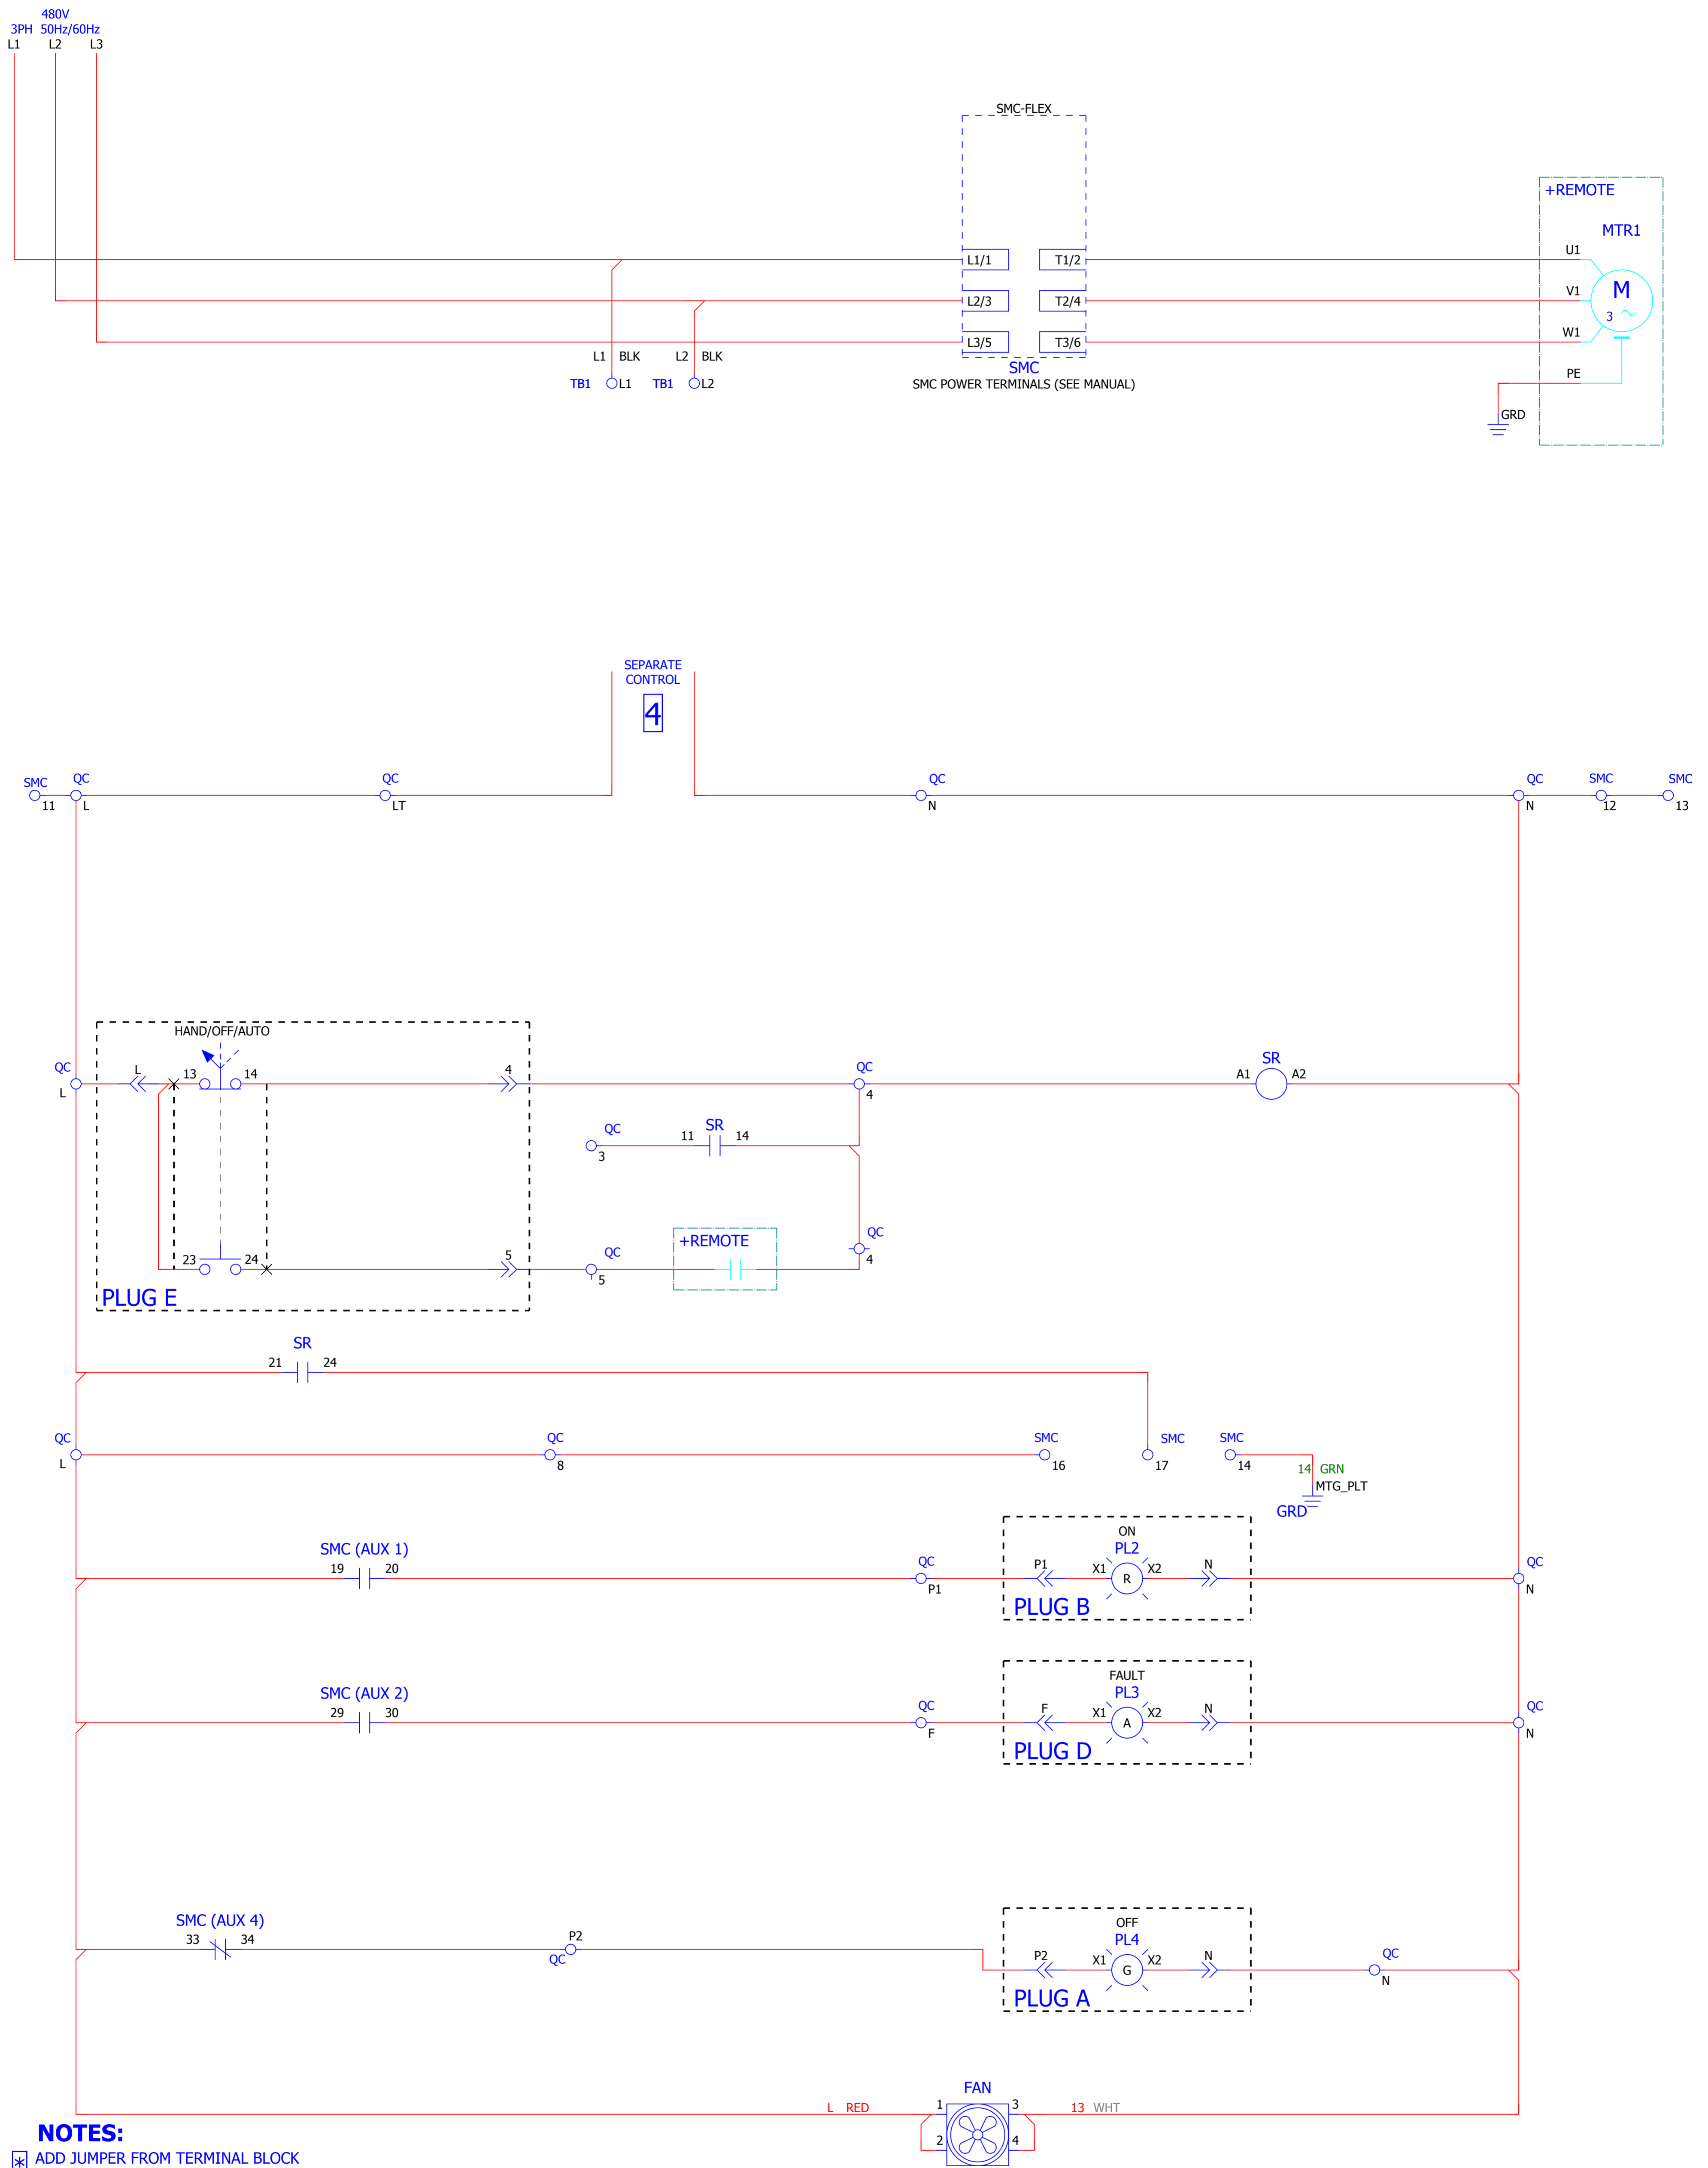 480V
3PH 50Hz/60Hz
L1 L2 L3
SMC-FLEX
+REMOTE
MTR1
L1/1 T1/2 U1
L2/3 T2/4 V1 M
3
L3/5 T3/6 W1
L1 BLK L2 BLK
SMC
TB1 L1 TB1 L2
SMC POWER TERMINALS (SEE MANUAL)
PE
GRD
SEPARATE
CONTROL
4
SMC QC QC QC QC SMC SMC
11 L LT N N 12 13
HAND/OFF/AUTO
QC L 13 14 4 QC SR
L 4 A1 A2
QC SR
3 11 14
QC
+REMOTE
23 24 5 QC
5 4
PLUG E
SR
21 24
QC QC SMC SMC SMC
L 8 16 17 14
14 GRN
MTG_PLT
GRD
ON
SMC (AUX 1) PL2
19 20 QC P1 X1 R X2 N QC
P1 N
PLUG B
FAULT
SMC (AUX 2) PL3
29 30 QC F X1 A X2 N QC
F N
PLUG D
SMC (AUX 4) OFF
33 34 P2 PL4
QC P2 X1 G X2 N QC
N
PLUG A
FAN
L RED 1 3 13 WHT
2 4
NOTES:
* ADD JUMPER FROM TERMINAL BLOCK